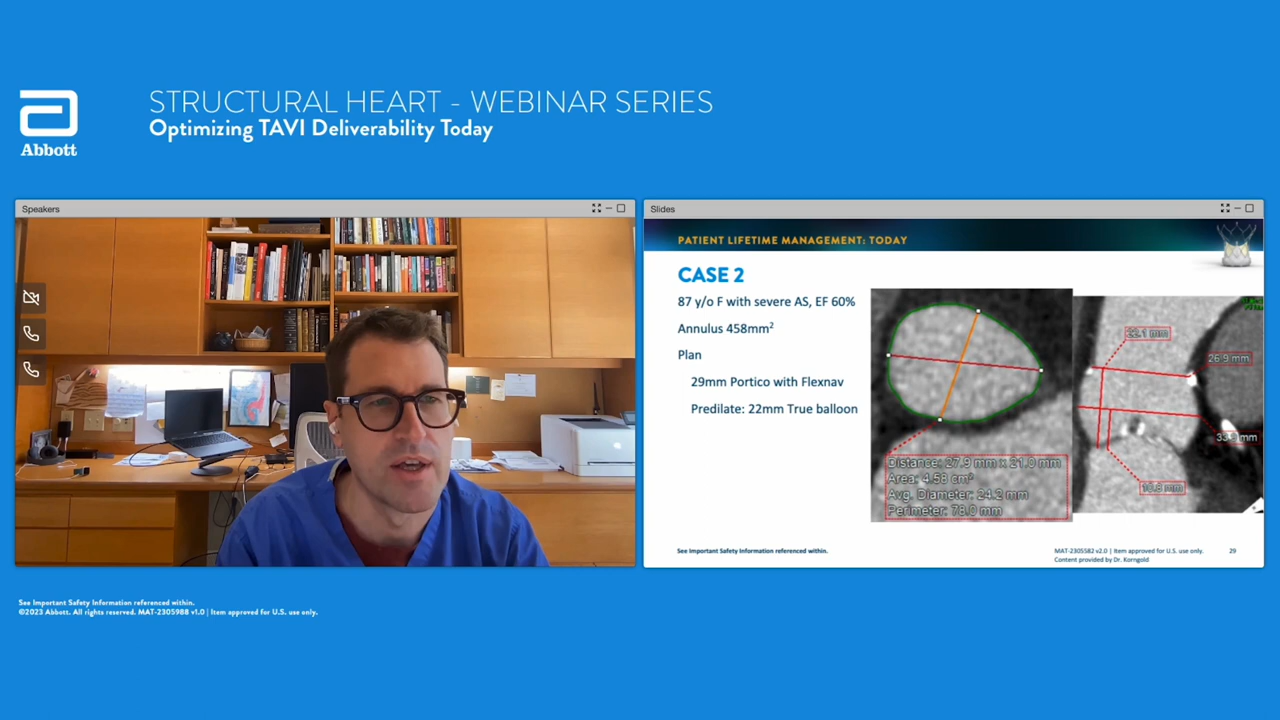 Abbott
STRUCTURAL HEART - WEBINAR SERIES
Optimizing TAVI Deliverability Today
Speakers
Slides
PATIENT LIFETIME MANAGEMENT: TODAY
CASE 2
87 y/o F with severe AS, EF 60%
Annulus 458mm²
Plan
29mm Portico with Flexnav
Predilate: 22mm True balloon
Distance: 27.9 mm x 21.0 mm
Area: 4.58 cm²
Avg. Diameter: 24.2 mm
Perimeter: 78.0 mm
26.9 mm
See Important Safety Information referenced within.
MAT-2305582 v2.0 | Item approved for U.S. use only.
Content provided by Dr. Korngold
29
See Important Safety Information referenced within.
©2023 Abbott. All rights reserved. MAT-2305988 v1.0 | Item approved for U.S. use only.